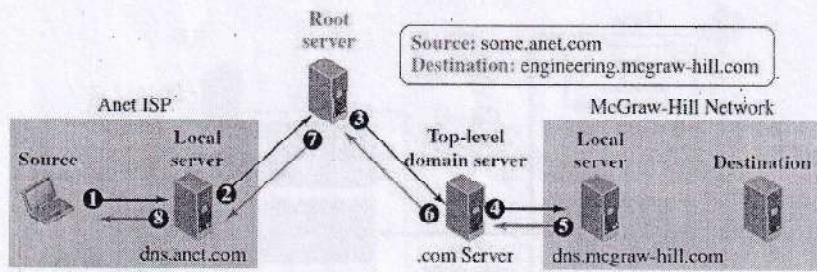 Root
server
Source: some.anet.com
Destination: engineering.mcgraw-hill.com
Anet ISP
McGraw-Hill Network
Source
Local
server
Top-level
domain server
Local
server
Destination
1
8
2
7
3
6
4
5
dns.anet.com
.com Server
dns.mcgraw-hill.com